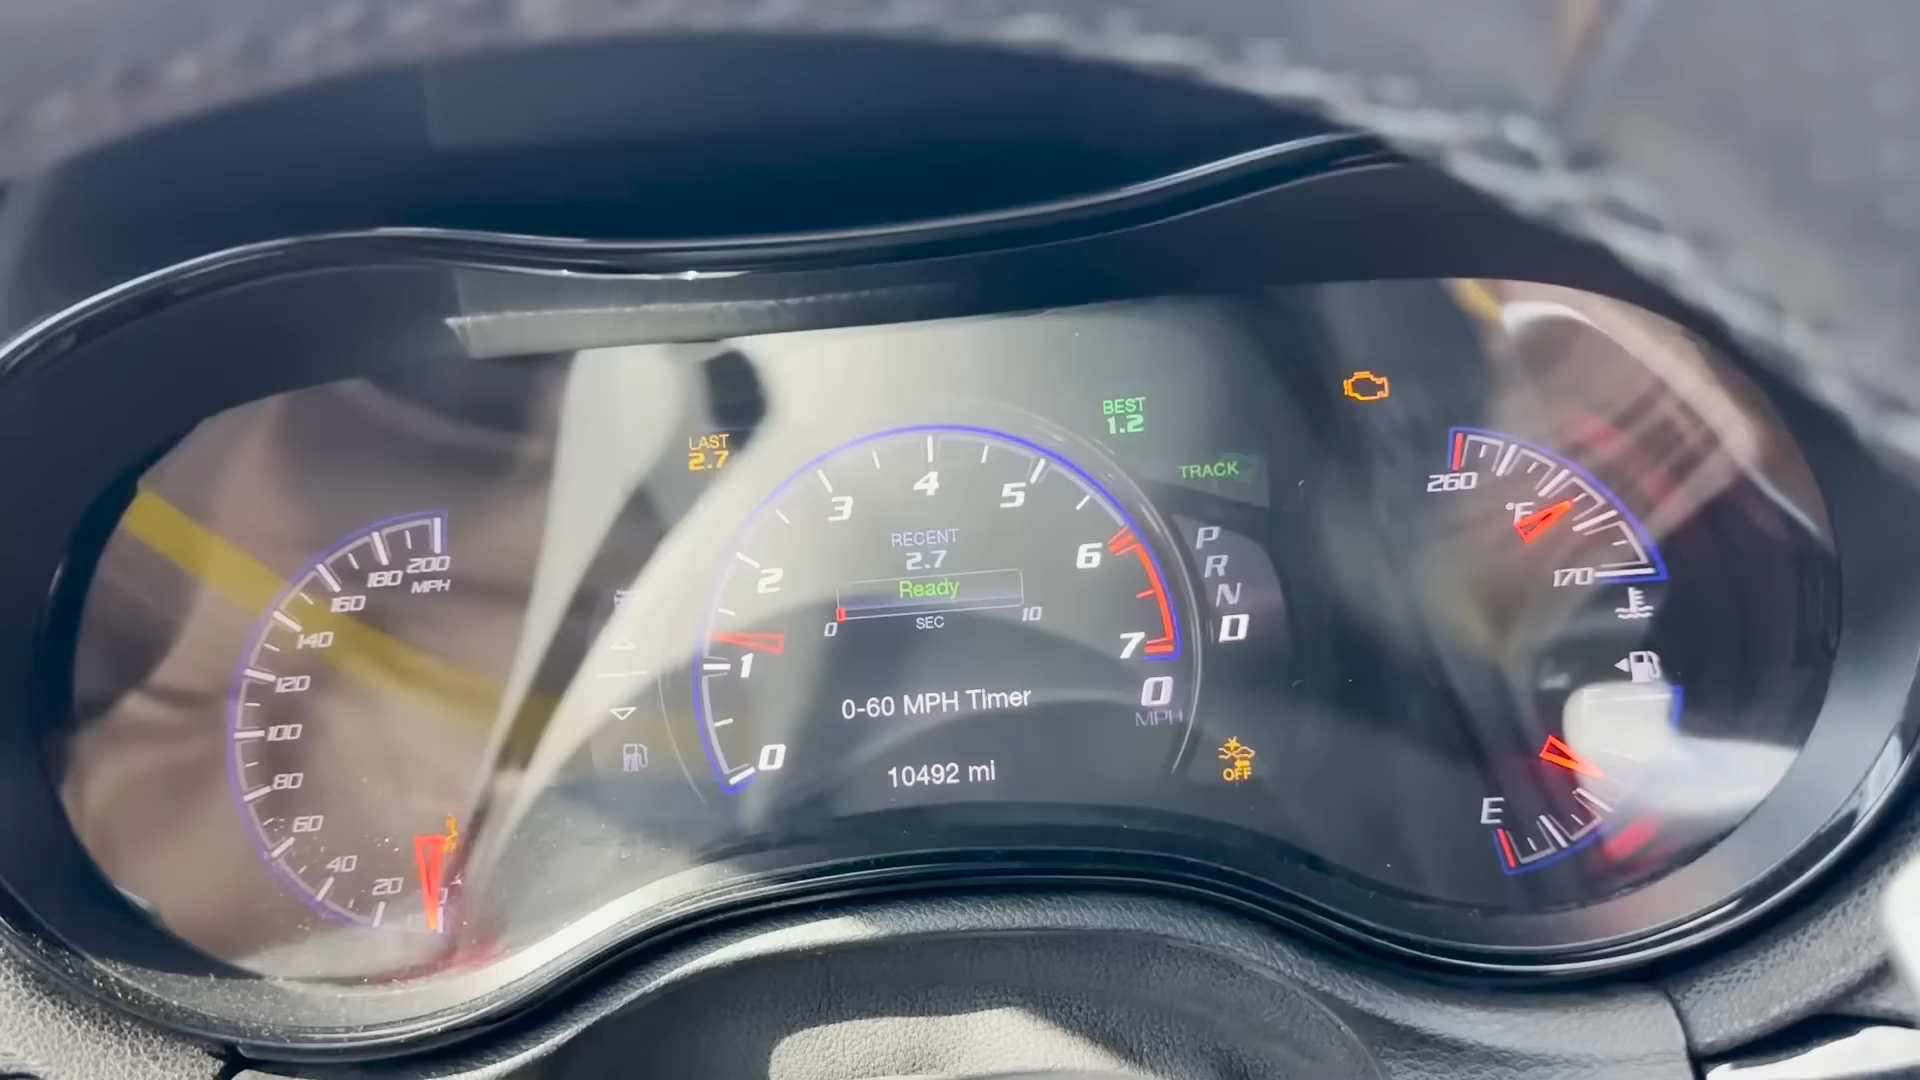 LAST
2.7
BEST
1.2
TRACK
200
180
MPH
160
140
120
100
80
60
40
20
0
1
2
3
4
5
6
7
RECENT
2.7
Ready
0
10
SEC
0-60 MPH Timer
10492 mi
0
MPH
P
R
N
D
OFF
260
°F
170
E